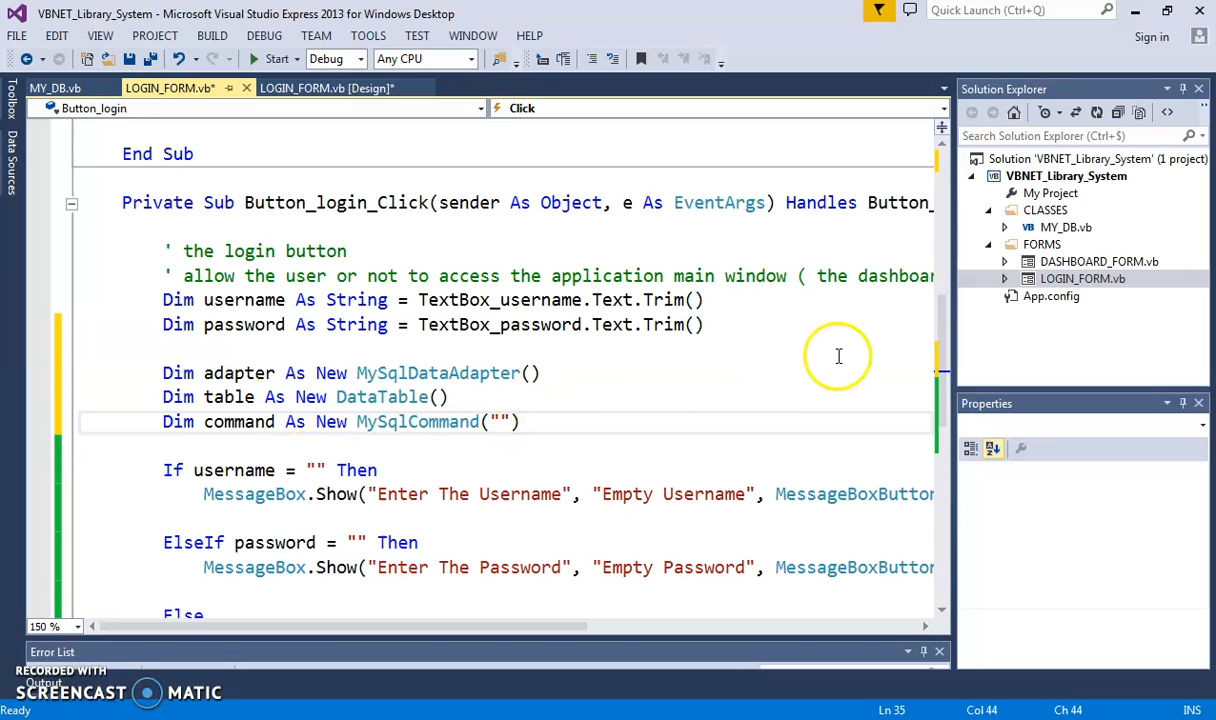 VBNET_Library_System - Microsoft Visual Studio Express 2013 for Windows Desktop
Quick Launch (Ctrl+Q)
FILE EDIT VIEW PROJECT BUILD DEBUG TEAM TOOLS TEST WINDOW HELP
Sign in
Start Debug Any CPU
Toolbox
Data Sources
MY_DB.vb LOGIN_FORM.vb* LOGIN_FORM.vb [Design]*
Button_login Click
End Sub
Private Sub Button_login_Click(sender As Object, e As EventArgs) Handles Button_
' the login button
' allow the user or not to access the application main window ( the dashboar
Dim username As String = TextBox_username.Text.Trim()
Dim password As String = TextBox_password.Text.Trim()
Dim adapter As New MySqlDataAdapter()
Dim table As New DataTable()
Dim command As New MySqlCommand("")
If username = "" Then
MessageBox.Show("Enter The Username", "Empty Username", MessageBoxButton
ElseIf password = "" Then
MessageBox.Show("Enter The Password", "Empty Password", MessageBoxButton
Else
150 %
Solution Explorer
Search Solution Explorer (Ctrl+$)
Solution 'VBNET_Library_System' (1 project)
VBNET_Library_System
My Project
CLASSES
MY_DB.vb
FORMS
DASHBOARD_FORM.vb
LOGIN_FORM.vb
App.config
Properties
Error List
Output
RECORDED WITH
SCREENCAST MATIC
Ready Ln 35 Col 44 Ch 44 INS